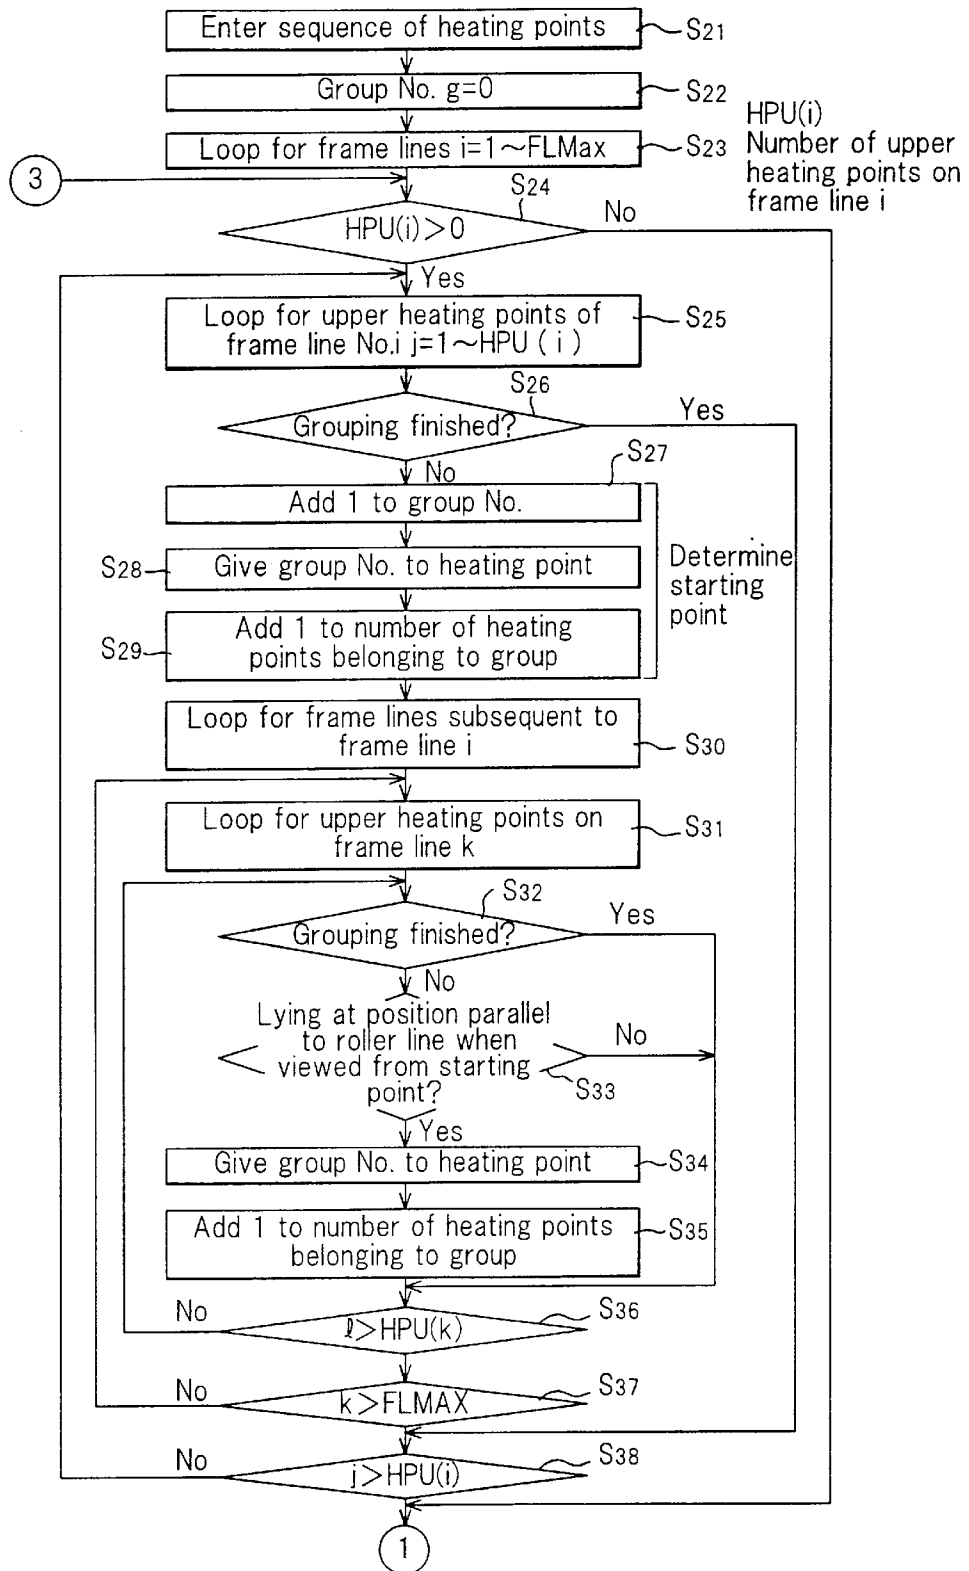 Enter sequence of heating points
S21
Group No. g=0
S22
HPU(i)
Number of upper
heating points on
frame line i
Loop for frame lines i=1~FLMax
S23
3
S24
HPU(i)>0
No
Yes
Loop for upper heating points of
frame line No.i j=1~HPU ( i )
S25
S26
Grouping finished?
Yes
No
S27
Add 1 to group No.
Determine
starting
point
S28
Give group No. to heating point
S29
Add 1 to number of heating
points belonging to group
Loop for frame lines subsequent to
frame line i
S30
Loop for upper heating points on
frame line k
S31
S32
Grouping finished?
Yes
No
Lying at position parallel
to roller line when
viewed from starting
point?
No
S33
Yes
Give group No. to heating point
S34
Add 1 to number of heating points
belonging to group
S35
No
ℓ>HPU(k)
S36
No
k>FLMAX
S37
No
j>HPU(i)
S38
1